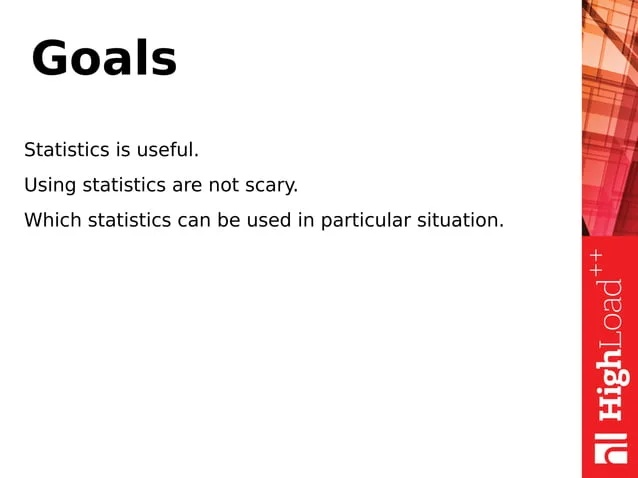 Goals
Statistics is useful.
Using statistics are not scary.
Which statistics can be used in particular situation.
HighLoad++